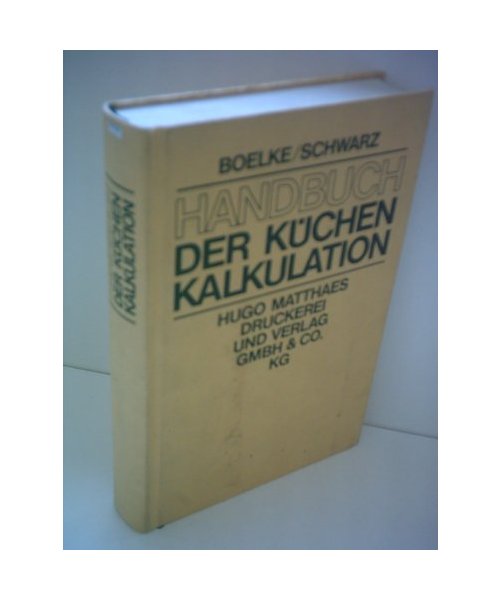 BOELKE/SCHWARZ
HANDBUCH
DER KÜCHEN
KALKULATION
HUGO MATTHAES
DRUCKEREI
UND VERLAG
GMBH & CO.
KG
DER KÜCHEN
KALKULATION